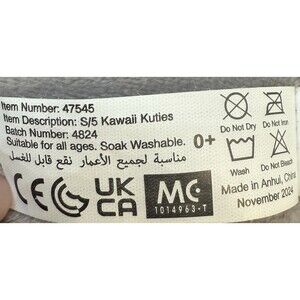 Item Number: 47545
Item Description: S/5 Kawaii Kuties
Batch Number: 4824
Suitable for all ages. Soak Washable.
مناسبة لجميع الأعمار نقع قابل للغسل
0+
Do Not Dry
Do Not Iron
Wash
Do Not Bleach
CE
UK
CA
MC
1014963-T
Made in Anhui, China
November 2024